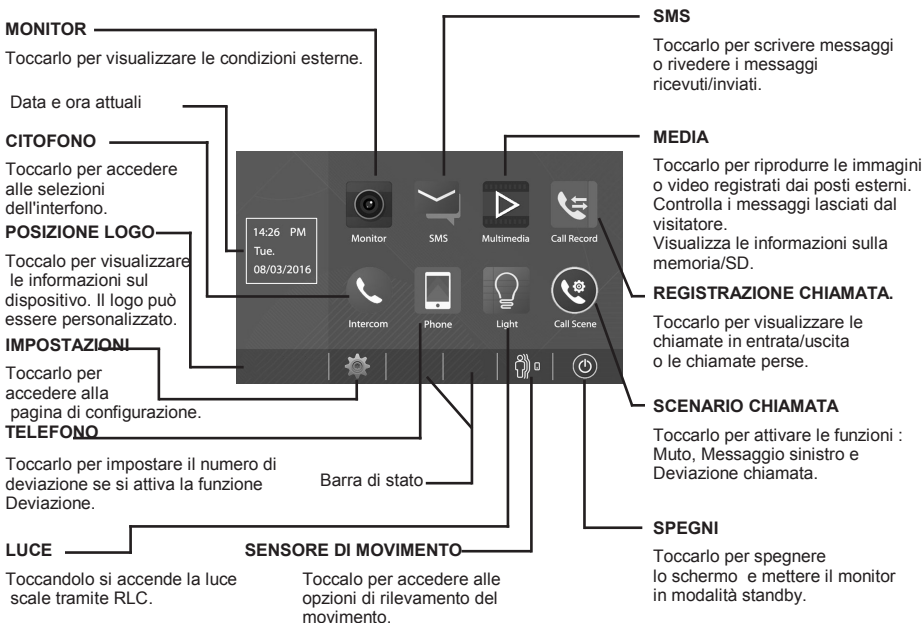 MONITOR
Toccarlo per visualizzare le condizioni esterne.
Data e ora attuali
CITOFONO
Toccarlo per accedere
alle selezioni
dell'interfono.
POSIZIONE LOGO
Toccalo per visualizzare
le informazioni sul
dispositivo. Il logo può
essere personalizzato.
IMPOSTAZIONI
Toccarlo per
accedere alla
pagina di configurazione.
TELEFONO
Toccarlo per impostare il numero di
deviazione se si attiva la funzione
Deviazione.
LUCE
Toccandolo si accende la luce
scale tramite RLC.
14:26 PM
Tue.
08/03/2016
Monitor
SMS
Multimedia
Call Record
Intercom
Phone
Light
Call Scene
Barra di stato
SENSORE DI MOVIMENTO
Toccalo per accedere alle
opzioni di rilevamento del
movimento.
SMS
Toccarlo per scrivere messaggi
o rivedere i messaggi
ricevuti/inviati.
MEDIA
Toccarlo per riprodurre le immagini
o video registrati dai posti esterni.
Controlla i messaggi lasciati dal
visitatore.
Visualizza le informazioni sulla
memoria/SD.
REGISTRAZIONE CHIAMATA.
Toccarlo per visualizzare le
chiamate in entrata/uscita
o le chiamate perse.
SCENARIO CHIAMATA
Toccarlo per attivare le funzioni :
Muto, Messaggio sinistro e
Deviazione chiamata.
SPEGNI
Toccarlo per spegnere
lo schermo e mettere il monitor
in modalità standby.